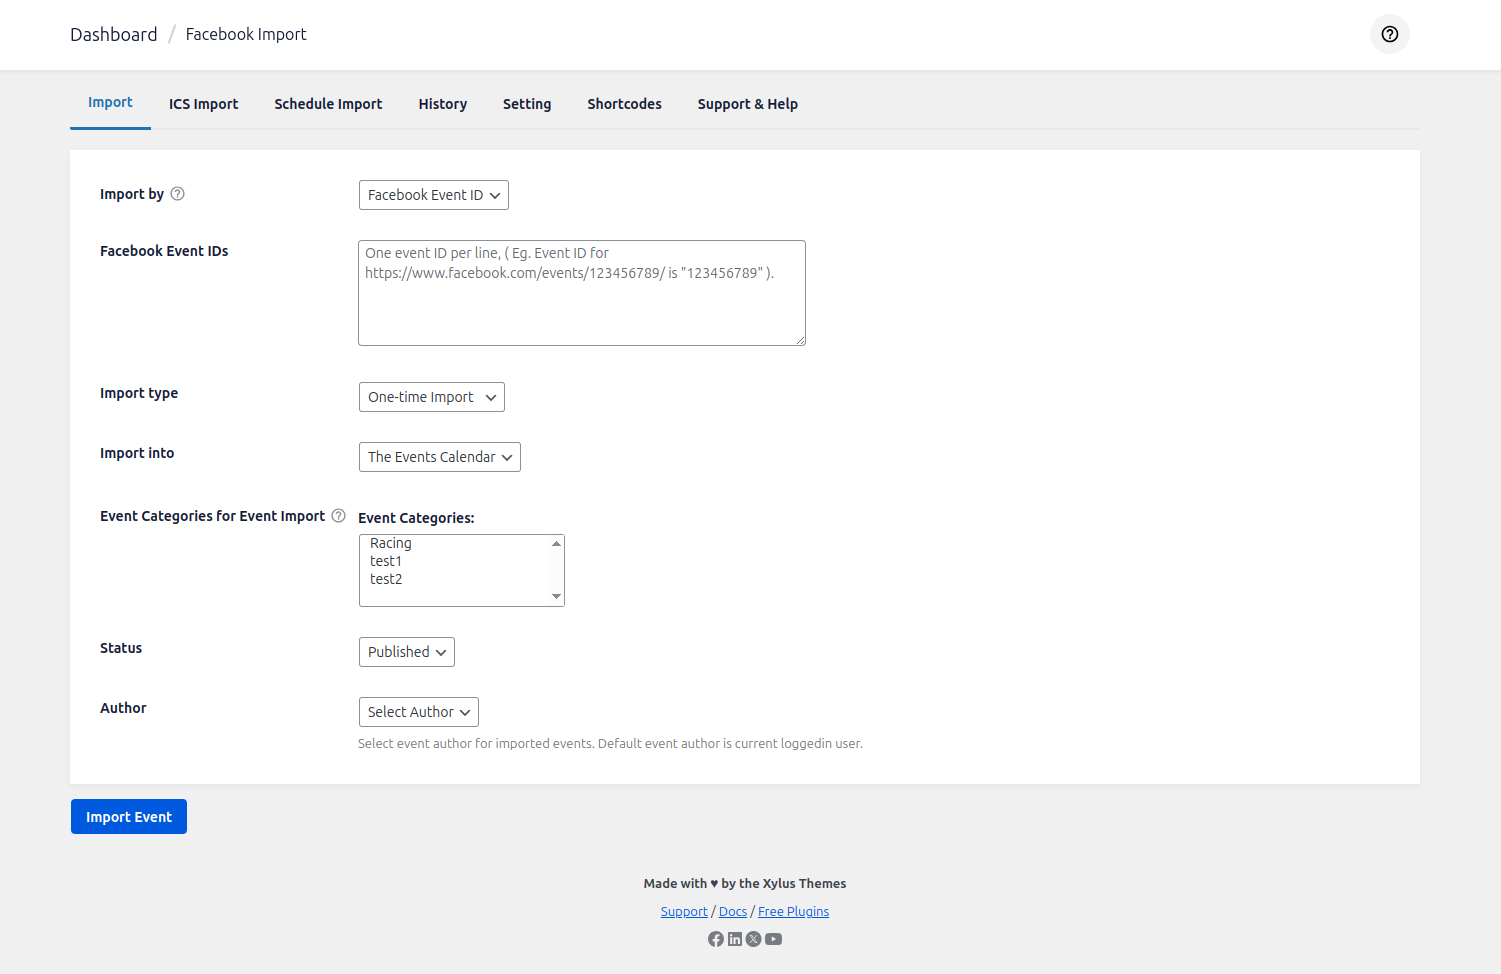 Dashboard / Facebook Import
Import ICS Import Schedule Import History Setting Shortcodes Support & Help
Import by
Facebook Event ID
Facebook Event IDs
One event ID per line, ( Eg. Event ID for
https://www.facebook.com/events/123456789/ is "123456789" ).
Import type
One-time Import
Import into
The Events Calendar
Event Categories for Event Import
Event Categories:
Racing
test1
test2
Status
Published
Author
Select Author
Select event author for imported events. Default event author is current loggedin user.
Import Event
Made with ♥ by the Xylus Themes
Support / Docs / Free Plugins